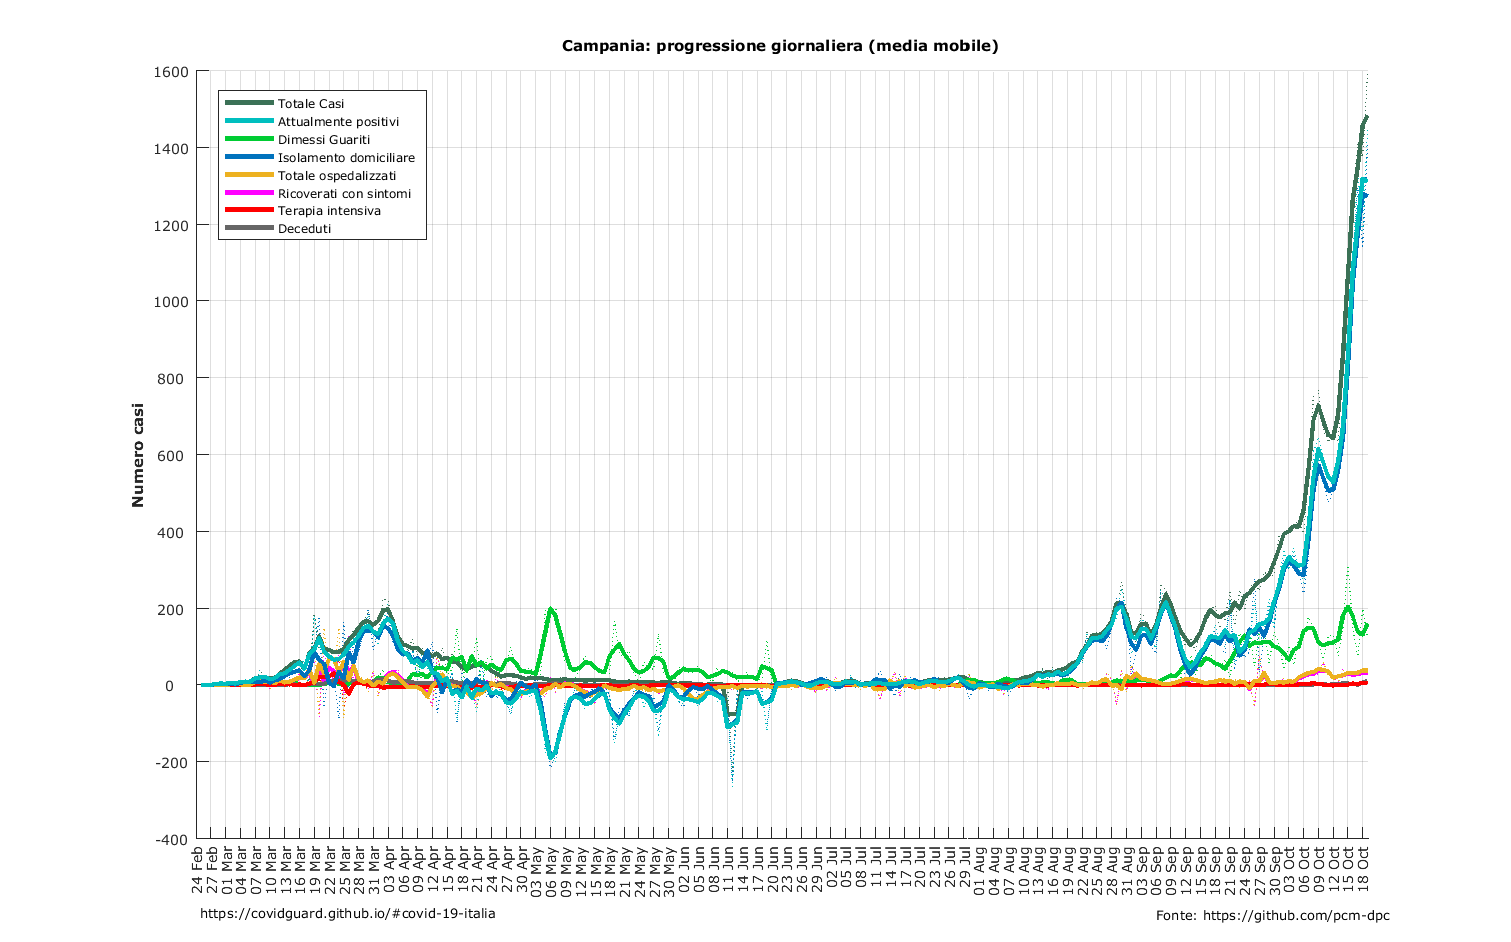 Campania: progressione giornaliera (media mobile)
1600
1400
1200
1000
800
600
400
200
0
-200
-400
Numero casi
Totale Casi
Attualmente positivi
Dimessi Guariti
Isolamento domiciliare
Totale ospedalizzati
Ricoverati con sintomi
Terapia intensiva
Deceduti
24 Feb
27 Feb
01 Mar
04 Mar
07 Mar
10 Mar
13 Mar
16 Mar
19 Mar
22 Mar
25 Mar
28 Mar
31 Mar
03 Apr
06 Apr
09 Apr
12 Apr
15 Apr
18 Apr
21 Apr
24 Apr
27 Apr
30 Apr
03 May
06 May
09 May
12 May
15 May
18 May
21 May
24 May
27 May
30 May
02 Jun
05 Jun
08 Jun
11 Jun
14 Jun
17 Jun
20 Jun
23 Jun
26 Jun
29 Jun
02 Jul
05 Jul
08 Jul
11 Jul
14 Jul
17 Jul
20 Jul
23 Jul
26 Jul
29 Jul
01 Aug
04 Aug
07 Aug
10 Aug
13 Aug
16 Aug
19 Aug
22 Aug
25 Aug
28 Aug
31 Aug
03 Sep
06 Sep
09 Sep
12 Sep
15 Sep
18 Sep
21 Sep
24 Sep
27 Sep
30 Sep
03 Oct
06 Oct
09 Oct
12 Oct
15 Oct
18 Oct
https://covidguard.github.io/#covid-19-italia
Fonte: https://github.com/pcm-dpc